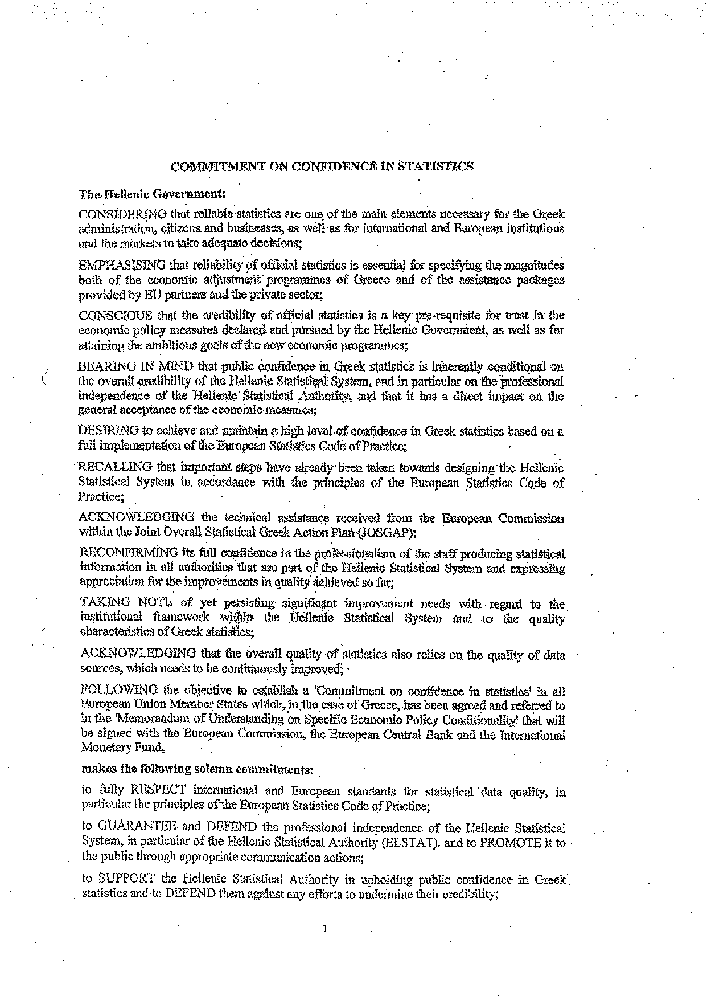 COMMITMENT ON CONFIDENCE IN STATISTICS
The Hellenic Government:
CONSIDERING that reliable statistics are one of the main elements necessary for the Greek
administration, citizens and businesses, as well as for international and European institutions
and the markets to take adequate decisions;
EMPHASISING that reliability of official statistics is essential for specifying the magnitudes
both of the economic adjustment programmes of Greece and of the assistance packages
provided by EU partners and the private sector;
CONSCIOUS that the credibility of official statistics is a key pre-requisite for trust in the
economic policy measures declared and pursued by the Hellenic Government, as well as for
attaining the ambitious goals of the new economic programmes;
BEARING IN MIND that public confidence in Greek statistics is inherently conditional on
the overall credibility of the Hellenic Statistical System, and in particular on the professional
independence of the Hellenic Statistical Authority, and that it has a direct impact on the
general acceptance of the economic measures;
DESIRING to achieve and maintain a high level of confidence in Greek statistics based on a
full implementation of the European Statistics Code of Practice;
RECALLING that important steps have already been taken towards designing the Hellenic
Statistical System in accordance with the principles of the European Statistics Code of
Practice;
ACKNOWLEDGING the technical assistance received from the European Commission
within the Joint Overall Statistical Greek Action Plan (JOSGAP);
RECONFIRMING its full confidence in the professionalism of the staff producing statistical
information in all authorities that are part of the Hellenic Statistical System and expressing
appreciation for the improvements in quality achieved so far;
TAKING NOTE of yet persisting significant improvement needs with regard to the
institutional framework within the Hellenic Statistical System and to the quality
characteristics of Greek statistics;
ACKNOWLEDGING that the overall quality of statistics also relies on the quality of data
sources, which needs to be continuously improved;
FOLLOWING the objective to establish a 'Commitment on confidence in statistics' in all
European Union Member States which, in the case of Greece, has been agreed and referred to
in the 'Memorandum of Understanding on Specific Economic Policy Conditionality' that will
be signed with the European Commission, the European Central Bank and the International
Monetary Fund,
makes the following solemn commitments:
to fully RESPECT international and European standards for statistical data quality, in
particular the principles of the European Statistics Code of Practice;
to GUARANTEE and DEFEND the professional independence of the Hellenic Statistical
System, in particular of the Hellenic Statistical Authority (ELSTAT), and to PROMOTE it to
the public through appropriate communication actions;
to SUPPORT the Hellenic Statistical Authority in upholding public confidence in Greek
statistics and to DEFEND them against any efforts to undermine their credibility;
1